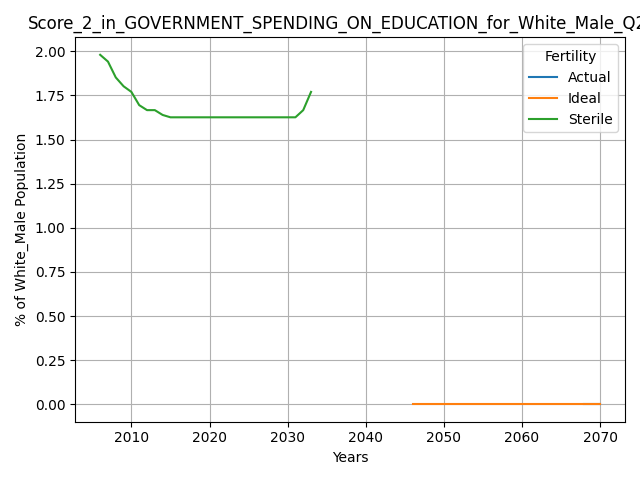 Score_2_in_GOVERNMENT_SPENDING_ON_EDUCATION_for_White_Male_Q2
Fertility
Actual
Ideal
Sterile
2.00
1.75
1.50
1.25
1.00
0.75
0.50
0.25
0.00
% of White_Male Population
2010
2020
2030
2040
2050
2060
2070
Years